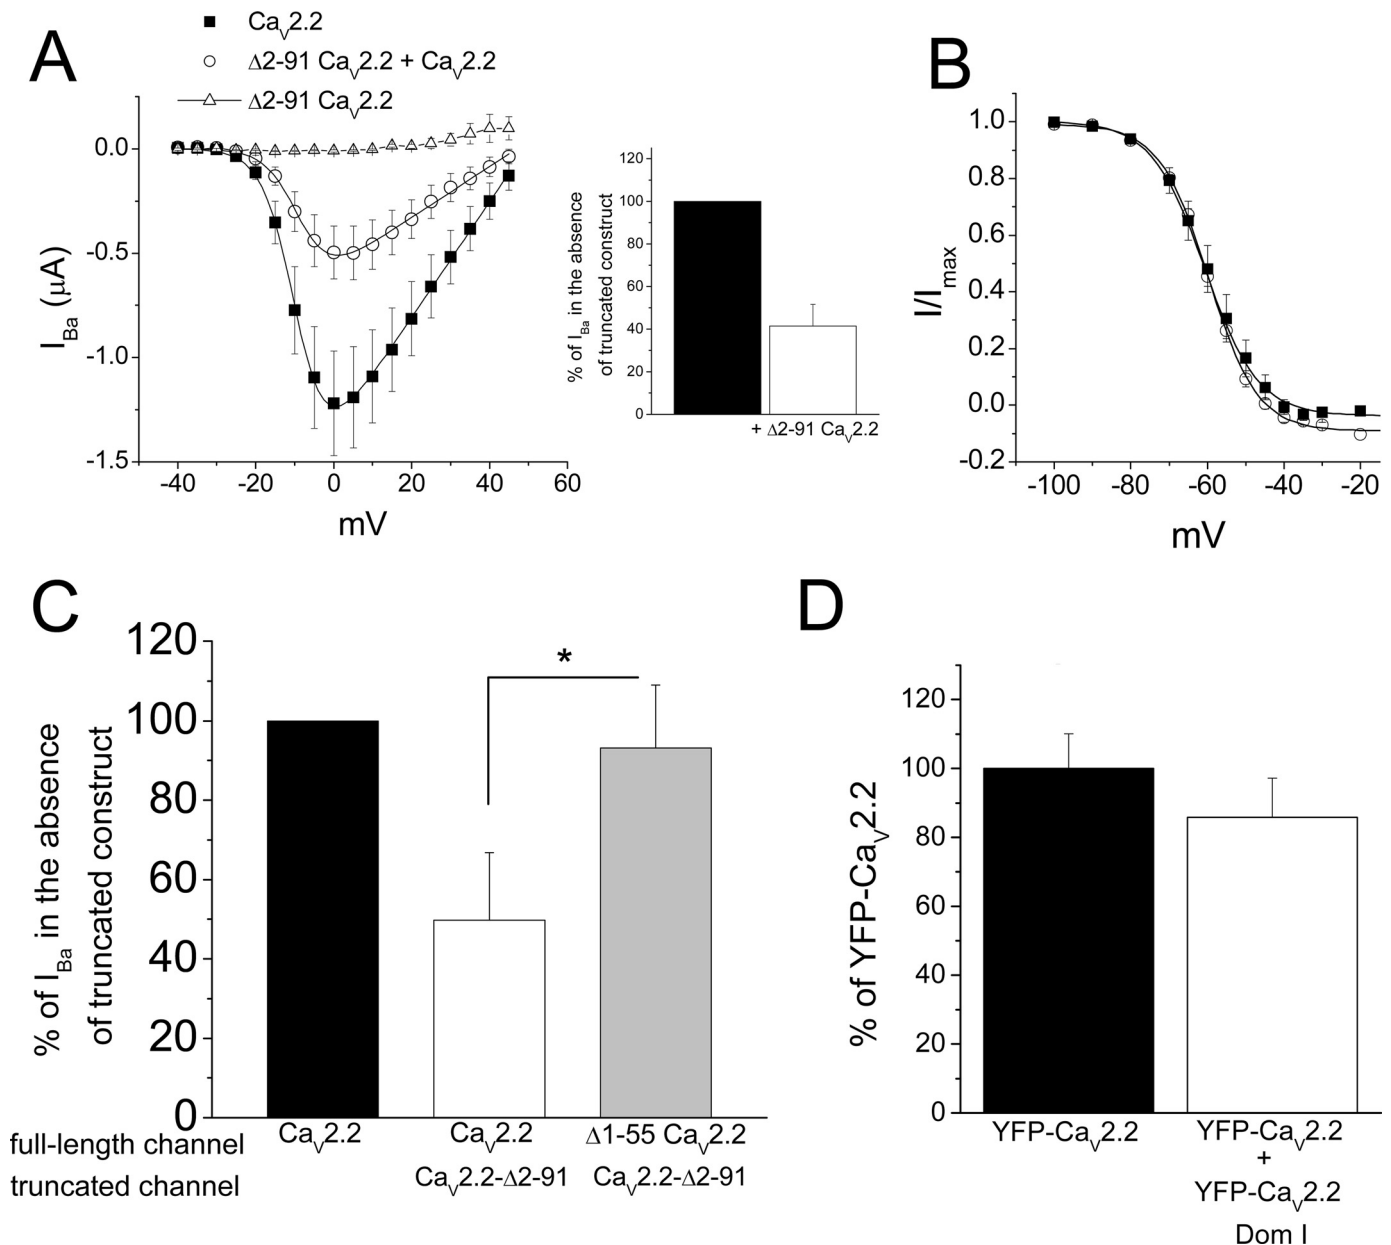 A
CaV2.2
Δ2-91 CaV2.2 + CaV2.2
Δ2-91 CaV2.2
0.0
-0.5
-1.0
-1.5
IBa (μA)
-40 -20 0 20 40 60
mV
120
100
80
60
40
20
0
% of IBa in the absence
of truncated construct
+ Δ2-91 CaV2.2
B
1.0
0.8
0.6
0.4
0.2
0.0
-0.2
I/Imax
-100 -80 -60 -40 -20
mV
C
120
100
80
60
40
20
0
% of IBa in the absence
of truncated construct
*
full-length channel CaV2.2 CaV2.2 Δ1-55 CaV2.2
truncated channel CaV2.2-Δ2-91 CaV2.2-Δ2-91
D
120
100
80
60
40
20
0
% of YFP-CaV2.2
YFP-CaV2.2 YFP-CaV2.2
+
YFP-CaV2.2
Dom I